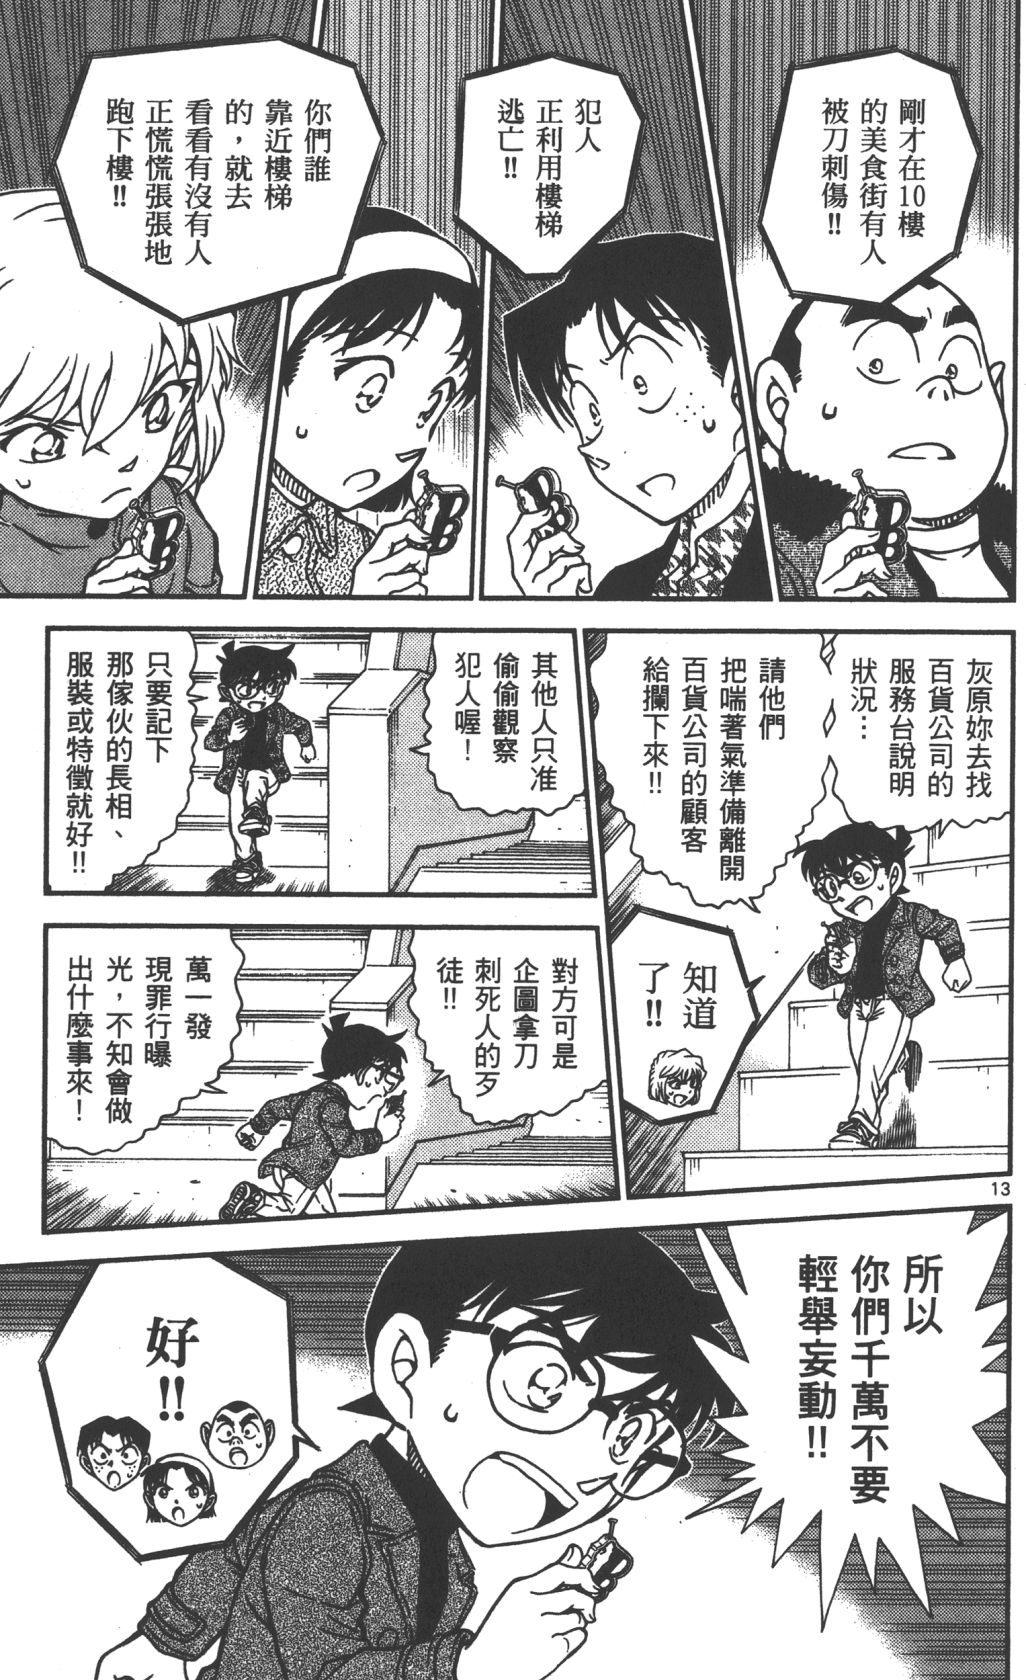 剛才在10樓
的美食街有人
被刀刺傷!!
犯人
正利用樓梯
逃亡!!
你們誰
靠近樓梯
的，就去
看看有沒有人
正慌慌張張地
跑下樓!!
灰原妳去找
百貨公司的
服務台說明
狀況…
請他們
把喘著氣準備離開
百貨公司的顧客
給攔下來!!
知道
了!!
其他人只准
偷偷觀察
犯人喔！
只要記下
那傢伙的長相、
服裝或特徵就好!!
對方可是
企圖拿刀
刺死人的歹
徒!!
萬一發
現罪行曝
光，不知會做
出什麼事來！
13
所以
你們千萬不要
輕舉妄動!!
好!!